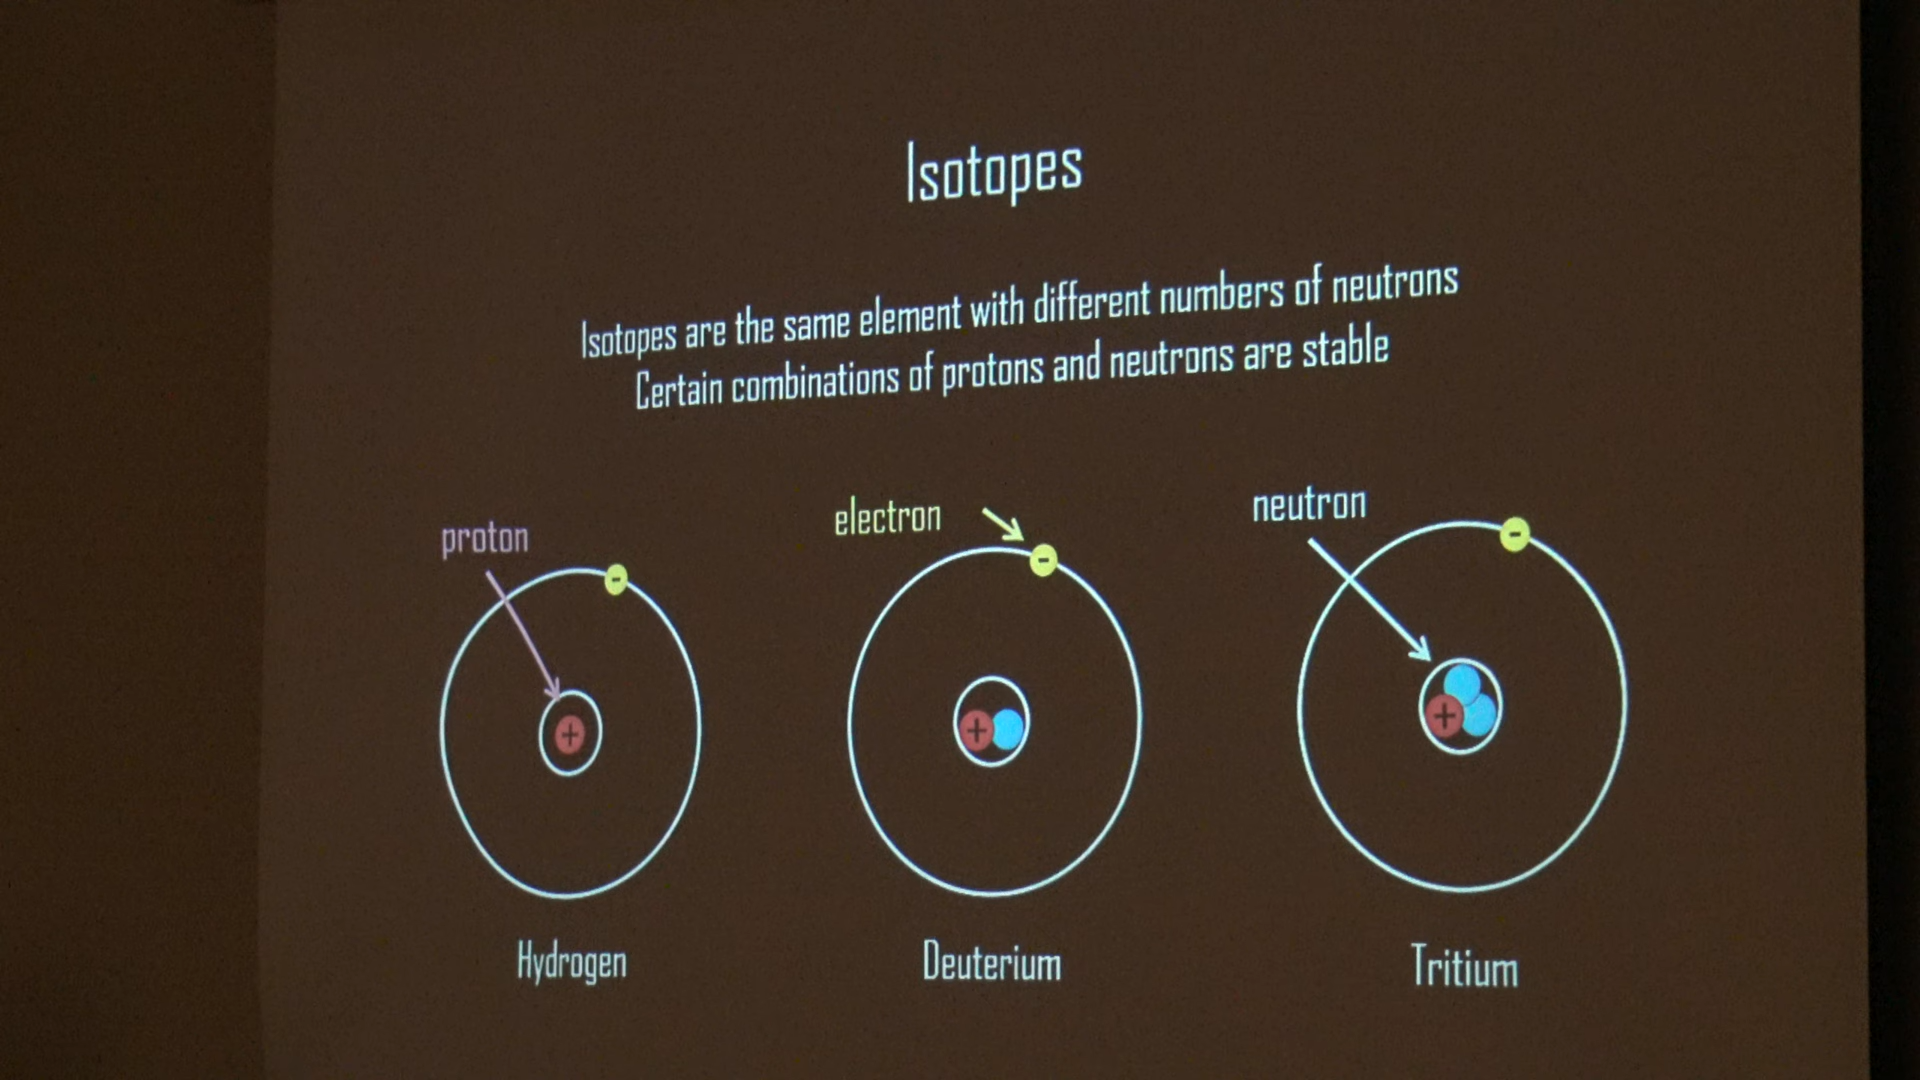 Isotopes
Isotopes are the same element with different numbers of neutrons
Certain combinations of protons and neutrons are stable
proton
electron
neutron
-
-
-
+
+
+
Hydrogen
Deuterium
Tritium